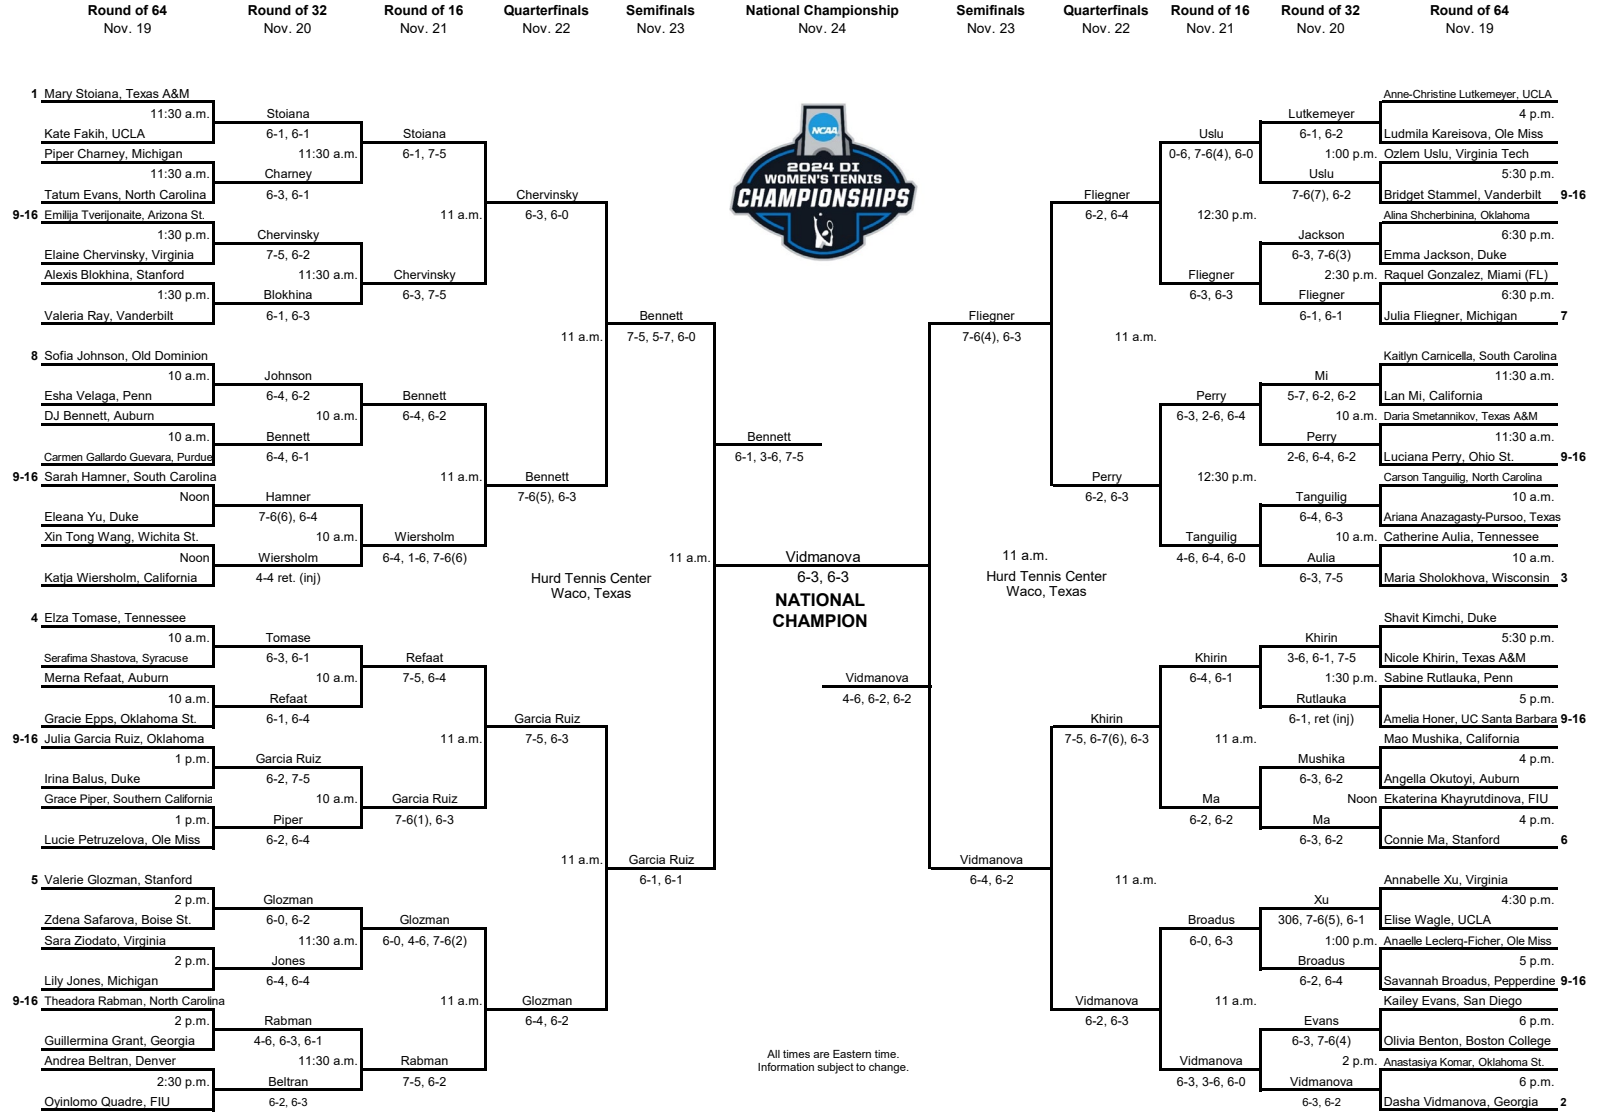 Round of 64 Round of 32 Round of 16 Quarterfinals Semifinals National Championship Semifinals Quarterfinals Round of 16 Round of 32 Round of 64
Nov. 19 Nov. 20 Nov. 21 Nov. 22 Nov. 23 Nov. 24 Nov. 23 Nov. 22 Nov. 21 Nov. 20 Nov. 19
1 Mary Stoiana, Texas A&M
11:30 a.m.
Kate Fakih, UCLA
Piper Charney, Michigan
11:30 a.m.
Tatum Evans, North Carolina
9-16 Emilija Tverijonaite, Arizona St.
1:30 p.m.
Elaine Chervinsky, Virginia
Alexis Blokhina, Stanford
1:30 p.m.
Valeria Ray, Vanderbilt
8 Sofia Johnson, Old Dominion
10 a.m.
Esha Velaga, Penn
DJ Bennett, Auburn
10 a.m.
Carmen Gallardo Guevara, Purdue
9-16 Sarah Hamner, South Carolina
Noon
Eleana Yu, Duke
Xin Tong Wang, Wichita St.
Noon
Katja Wiersholm, California
4 Elza Tomase, Tennessee
10 a.m.
Serafima Shastova, Syracuse
Merna Refaat, Auburn
10 a.m.
Gracie Epps, Oklahoma St.
9-16 Julia Garcia Ruiz, Oklahoma
1 p.m.
Irina Balus, Duke
Grace Piper, Southern California
1 p.m.
Lucie Petruzelova, Ole Miss
5 Valerie Glozman, Stanford
2 p.m.
Zdena Safarova, Boise St.
Sara Ziodato, Virginia
2 p.m.
Lily Jones, Michigan
9-16 Theadora Rabman, North Carolina
2 p.m.
Guillermina Grant, Georgia
Andrea Beltran, Denver
2:30 p.m.
Oyinlomo Quadre, FIU
Stoiana
6-1, 6-1
11:30 a.m.
Charney
6-3, 6-1
Chervinsky
7-5, 6-2
11:30 a.m.
Blokhina
6-1, 6-3
Johnson
6-4, 6-2
10 a.m.
Bennett
6-4, 6-1
Hamner
7-6(6), 6-4
10 a.m.
Wiersholm
4-4 ret. (inj)
Tomase
6-3, 6-1
10 a.m.
Refaat
6-1, 6-4
Garcia Ruiz
6-2, 7-5
10 a.m.
Piper
6-2, 6-4
Glozman
6-0, 6-2
11:30 a.m.
Jones
6-4, 6-4
Rabman
4-6, 6-3, 6-1
11:30 a.m.
Beltran
6-2, 6-3
Stoiana
6-1, 7-5
11 a.m.
Chervinsky
6-3, 7-5
Bennett
6-4, 6-2
11 a.m.
Wiersholm
6-4, 1-6, 7-6(6)
Refaat
7-5, 6-4
11 a.m.
Garcia Ruiz
7-6(1), 6-3
Glozman
6-0, 4-6, 7-6(2)
11 a.m.
Rabman
7-5, 6-2
Chervinsky
6-3, 6-0
11 a.m.
Bennett
7-6(5), 6-3
Hurd Tennis Center
Waco, Texas
Garcia Ruiz
7-5, 6-3
11 a.m.
Glozman
6-4, 6-2
Bennett
7-5, 5-7, 6-0
11 a.m.
Garcia Ruiz
6-1, 6-1
NCAA
2024 DI
WOMEN'S TENNIS
CHAMPIONSHIPS
Bennett
6-1, 3-6, 7-5
Vidmanova
6-3, 6-3
NATIONAL
CHAMPION
Vidmanova
4-6, 6-2, 6-2
All times are Eastern time.
Information subject to change.
Fliegner
7-6(4), 6-3
11 a.m.
Hurd Tennis Center
Waco, Texas
Vidmanova
6-4, 6-2
Fliegner
6-2, 6-4
11 a.m.
Perry
6-2, 6-3
Khirin
7-5, 6-7(6), 6-3
11 a.m.
Vidmanova
6-2, 6-3
Uslu
0-6, 7-6(4), 6-0
12:30 p.m.
Fliegner
6-3, 6-3
Perry
6-3, 2-6, 6-4
12:30 p.m.
Tanguilig
4-6, 6-4, 6-0
Khirin
6-4, 6-1
11 a.m.
Ma
6-2, 6-2
Broadus
6-0, 6-3
11 a.m.
Vidmanova
6-3, 3-6, 6-0
Lutkemeyer
6-1, 6-2
1:00 p.m.
Uslu
7-6(7), 6-2
Jackson
6-3, 7-6(3)
2:30 p.m.
Fliegner
6-1, 6-1
Mi
5-7, 6-2, 6-2
10 a.m.
Perry
2-6, 6-4, 6-2
Tanguilig
6-4, 6-3
10 a.m.
Aulia
6-3, 7-5
Khirin
3-6, 6-1, 7-5
1:30 p.m.
Rutlauka
6-1, ret (inj)
Mushika
6-3, 6-2
Noon
Ma
6-3, 6-2
Xu
306, 7-6(5), 6-1
1:00 p.m.
Broadus
6-2, 6-4
Evans
6-3, 7-6(4)
2 p.m.
Vidmanova
6-3, 6-2
Anne-Christine Lutkemeyer, UCLA
4 p.m.
Ludmila Kareisova, Ole Miss
Ozlem Uslu, Virginia Tech
5:30 p.m.
Bridget Stammel, Vanderbilt 9-16
Alina Shcherbinina, Oklahoma
6:30 p.m.
Emma Jackson, Duke
Raquel Gonzalez, Miami (FL)
6:30 p.m.
Julia Fliegner, Michigan 7
Kaitlyn Carnicella, South Carolina
11:30 a.m.
Lan Mi, California
Daria Smetannikov, Texas A&M
11:30 a.m.
Luciana Perry, Ohio St. 9-16
Carson Tanguilig, North Carolina
10 a.m.
Ariana Anazagasty-Pursoo, Texas
Catherine Aulia, Tennessee
10 a.m.
Maria Sholokhova, Wisconsin 3
Shavit Kimchi, Duke
5:30 p.m.
Nicole Khirin, Texas A&M
Sabine Rutlauka, Penn
5 p.m.
Amelia Honer, UC Santa Barbara 9-16
Mao Mushika, California
4 p.m.
Angella Okutoyi, Auburn
Ekaterina Khayrutdinova, FIU
4 p.m.
Connie Ma, Stanford 6
Annabelle Xu, Virginia
4:30 p.m.
Elise Wagle, UCLA
Anaelle Leclerq-Ficher, Ole Miss
5 p.m.
Savannah Broadus, Pepperdine 9-16
Kailey Evans, San Diego
6 p.m.
Olivia Benton, Boston College
Anastasiya Komar, Oklahoma St.
6 p.m.
Dasha Vidmanova, Georgia 2